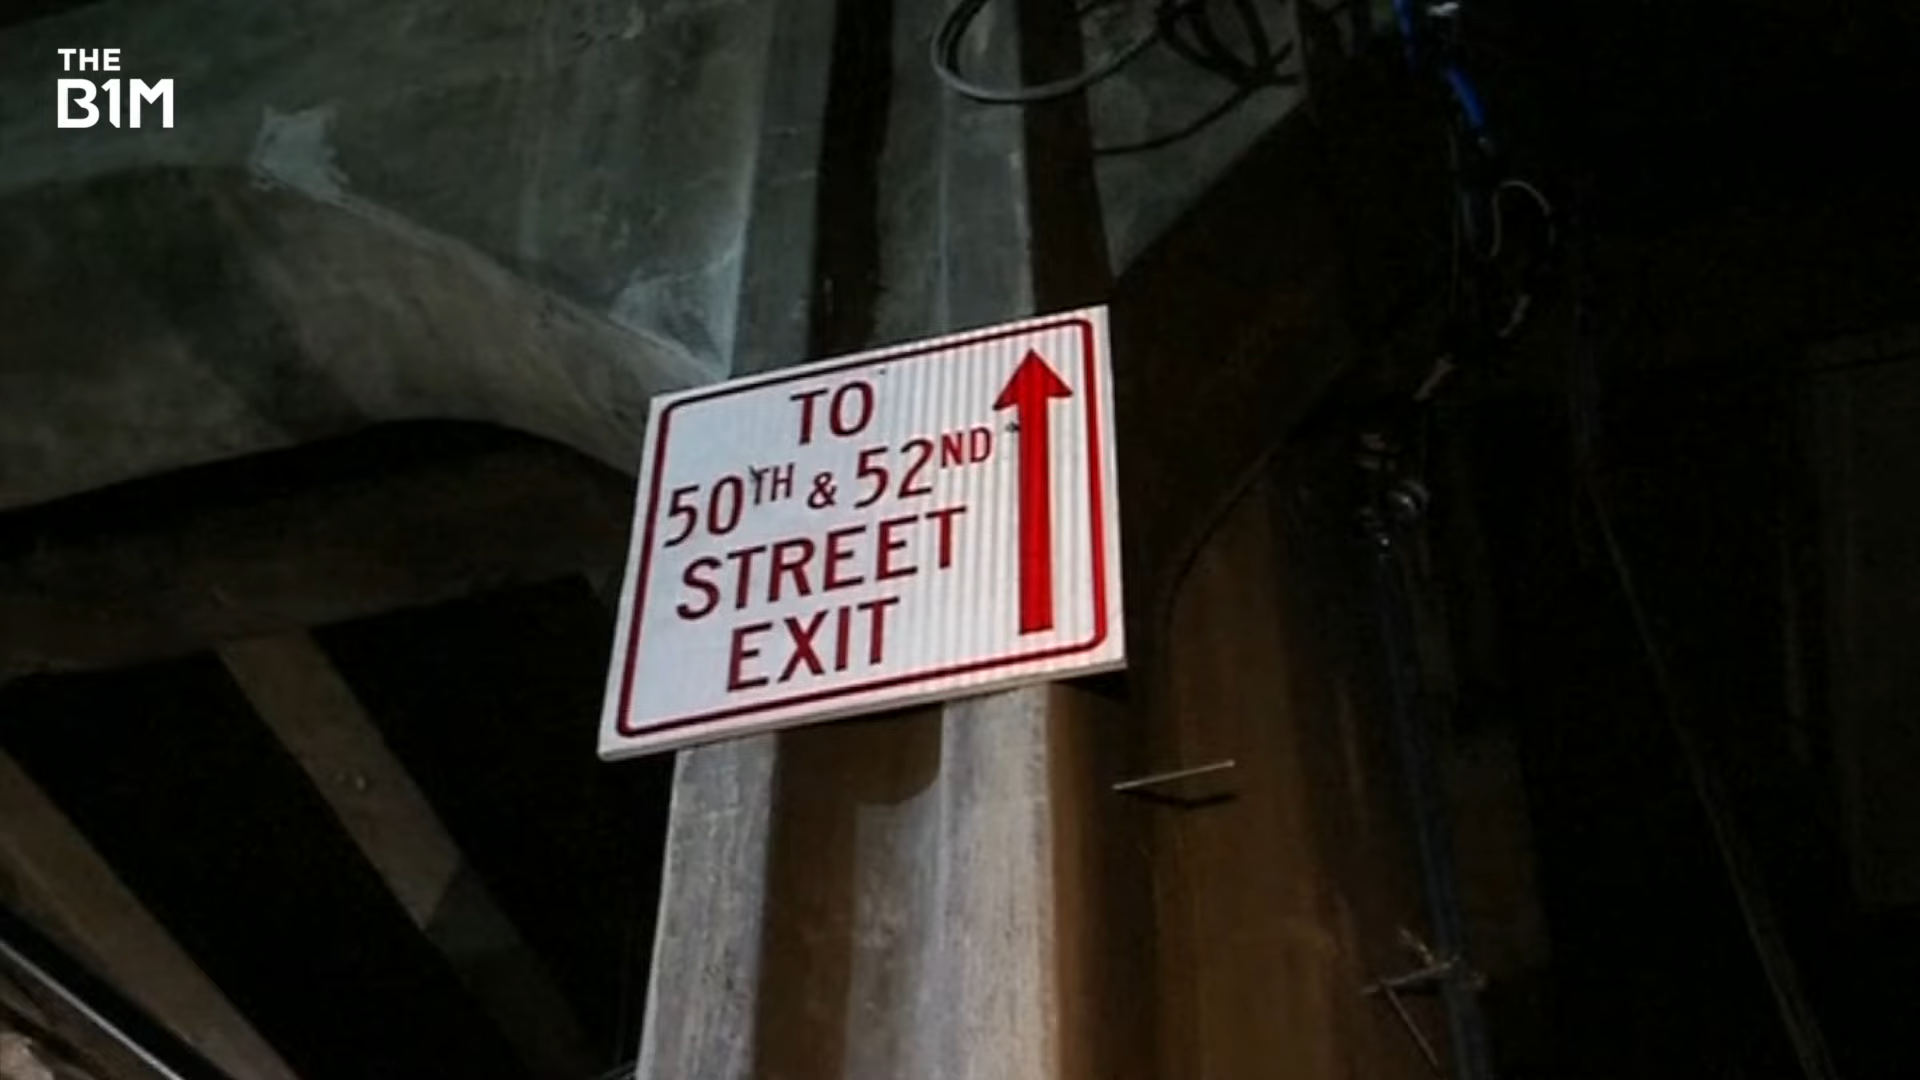 THE
B1M
TO
50TH & 52ND
STREET
EXIT